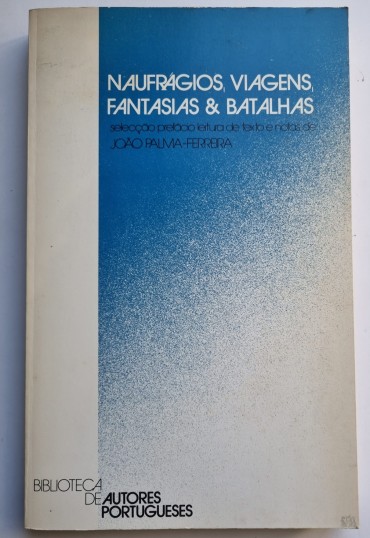 NAUFRÁGIOS, VIAGENS,
FANTASIAS & BATALHAS
selecção prefácio leitura de texto e notas de
JOÃO PALMA-FERREIRA
BIBLIOTECA
DE AUTORES
PORTUGUESES